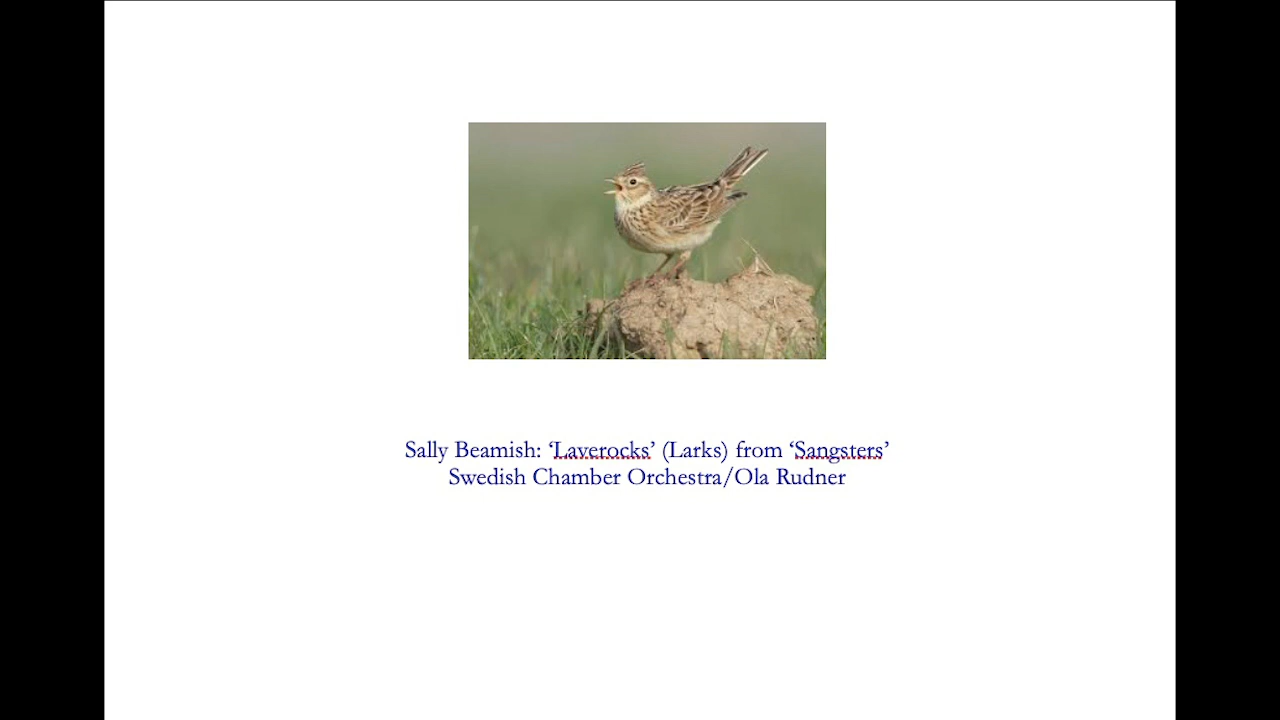 Sally Beamish: ‘Laverocks’ (Larks) from ‘Sangsters’
Swedish Chamber Orchestra/Ola Rudner